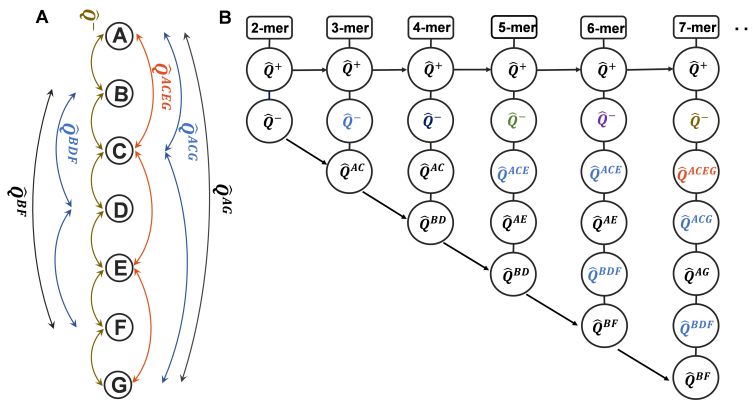 A
B
Q̂⁻
A
B
C
D
E
F
G
Q̂ᴬᶜᴱᴳ
Q̂ᴬᶜᴳ
Q̂ᴬᴳ
Q̂ᴮᴰᶠ
Q̂ᴮᶠ
2-mer 3-mer 4-mer 5-mer 6-mer 7-mer ..
Q̂⁺ Q̂⁺ Q̂⁺ Q̂⁺ Q̂⁺ Q̂⁺
Q̂⁻ Q̂⁻ Q̂⁻ Q̂⁻ Q̂⁻ Q̂⁻
Q̂ᴬᶜ Q̂ᴬᶜ Q̂ᴬᶜᴱ Q̂ᴬᶜᴱ Q̂ᴬᶜᴱᴳ
Q̂ᴮᴰ Q̂ᴬᴱ Q̂ᴬᴱ Q̂ᴬᶜᴳ
Q̂ᴮᴰ Q̂ᴮᴰᶠ Q̂ᴬᴳ
Q̂ᴮᶠ Q̂ᴮᴰᶠ
Q̂ᴮᶠ